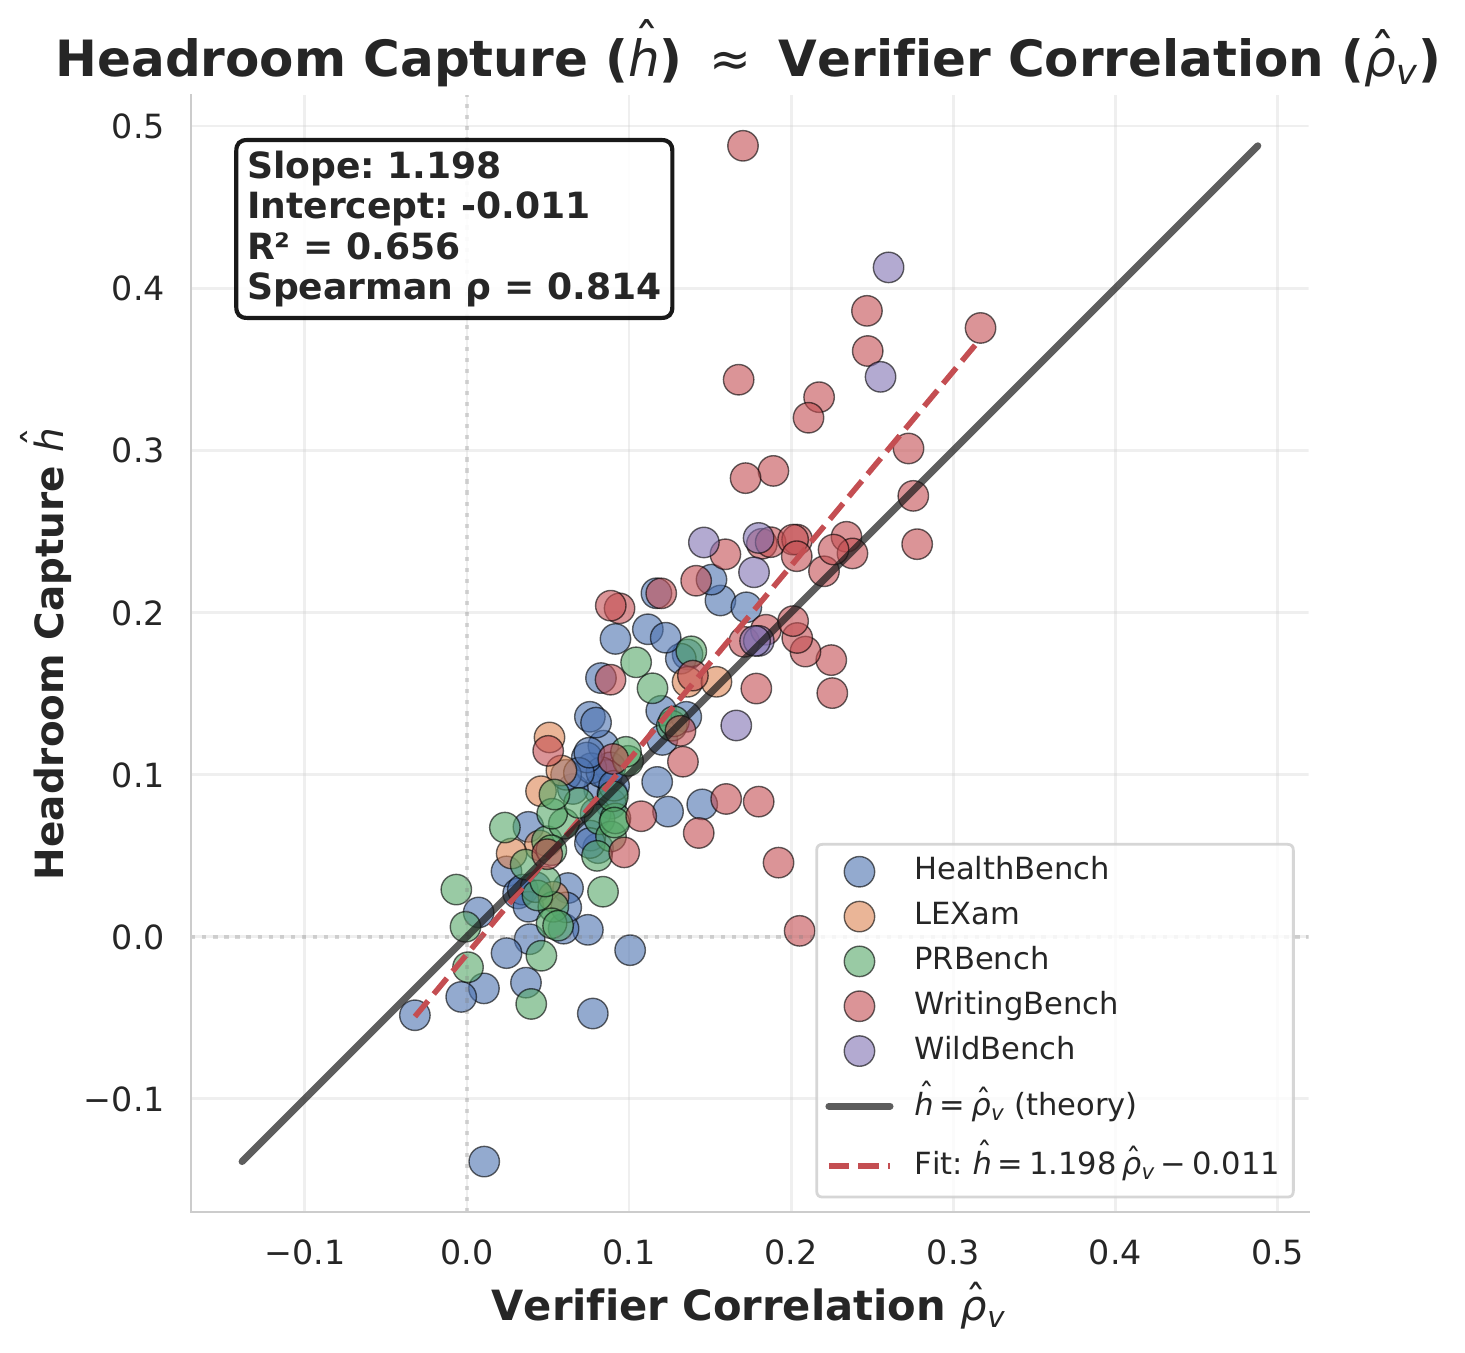 Headroom Capture (ĥ) ≈ Verifier Correlation (ρ̂ᵥ)
Slope: 1.198
Intercept: -0.011
R² = 0.656
Spearman ρ = 0.814
Headroom Capture ĥ
0.5
0.4
0.3
0.2
0.1
0.0
−0.1
HealthBench
LEXam
PRBench
WritingBench
WildBench
ĥ = ρ̂ᵥ (theory)
Fit: ĥ = 1.198 ρ̂ᵥ − 0.011
−0.1 0.0 0.1 0.2 0.3 0.4 0.5
Verifier Correlation ρ̂ᵥ